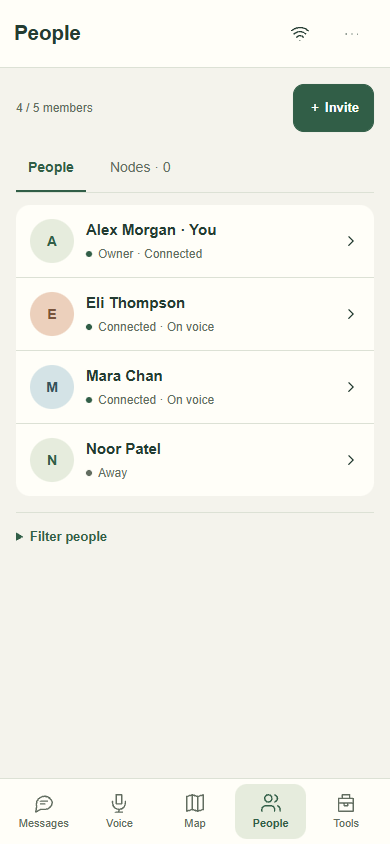 People
...
4 / 5 members
+ Invite
People
Nodes · 0
A
Alex Morgan · You
Owner · Connected
E
Eli Thompson
Connected · On voice
M
Mara Chan
Connected · On voice
N
Noor Patel
Away
Filter people
Messages
Voice
Map
People
Tools